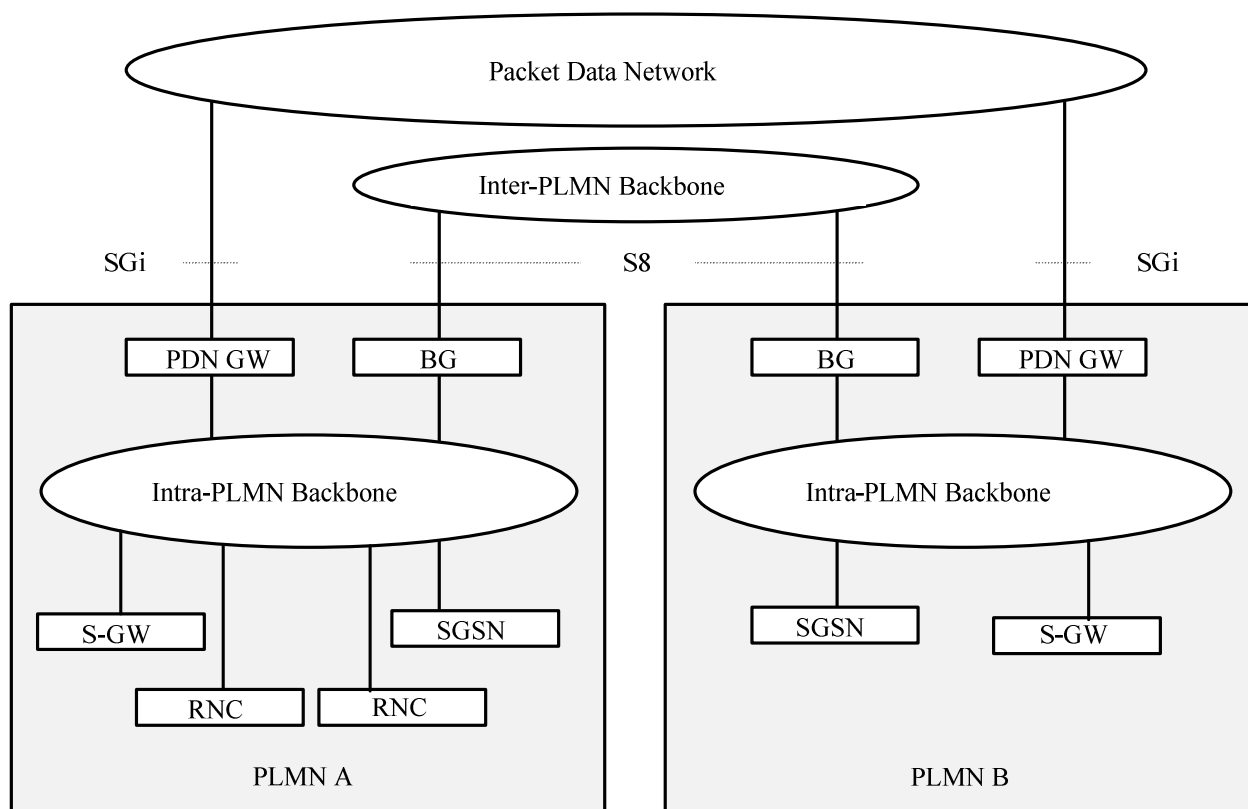 Packet Data Network
Inter-PLMN Backbone
SGi
S8
SGi
PDN GW
BG
BG
PDN GW
Intra-PLMN Backbone
Intra-PLMN Backbone
S-GW
SGSN
SGSN
S-GW
RNC
RNC
PLMN A
PLMN B